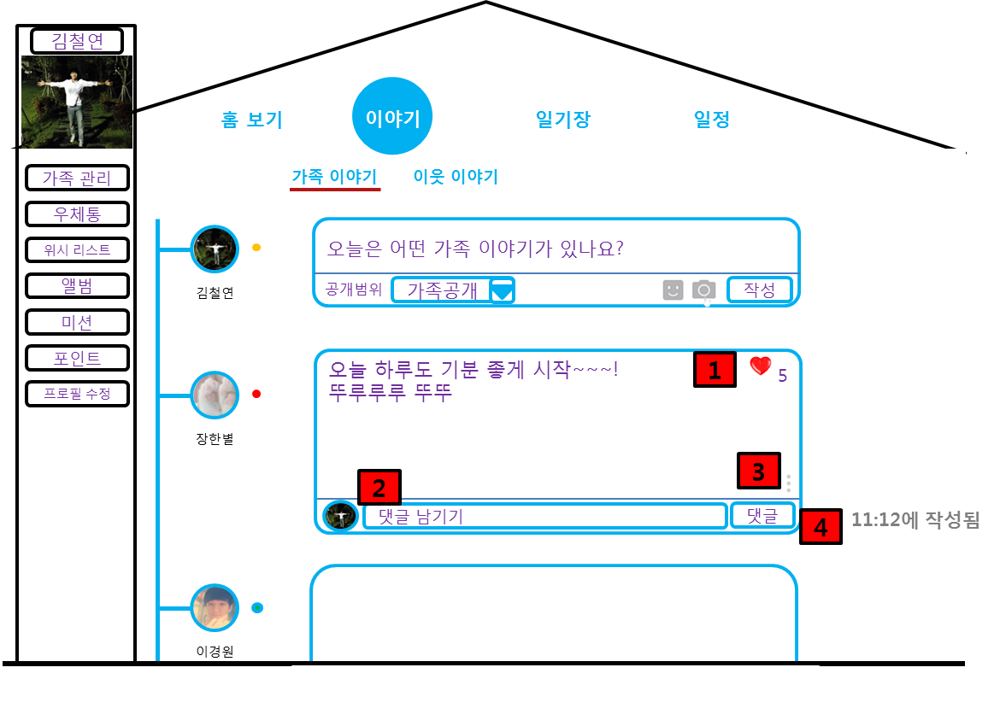 김철연
홈 보기
이야기
일기장
일정
가족 이야기
이웃 이야기
가족 관리
우체통
위시 리스트
앨범
미션
포인트
프로필 수정
김철연
오늘은 어떤 가족 이야기가 있나요?
공개범위
가족공개
작성
장한별
오늘 하루도 기분 좋게 시작~~~!
뚜루루루 뚜뚜
1
5
3
2
댓글 남기기
댓글
4
11:12에 작성됨
이경원